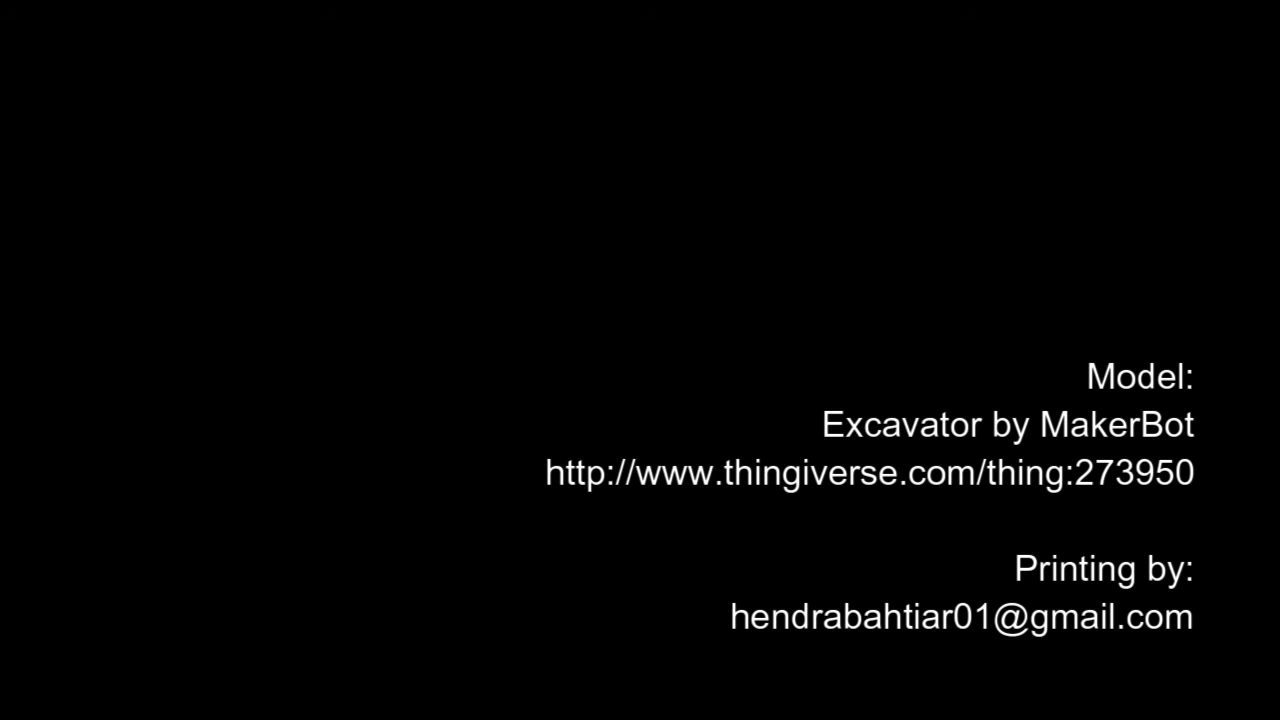 Model:
Excavator by MakerBot
http://www.thingiverse.com/thing:273950
Printing by:
hendrabahtiar01@gmail.com